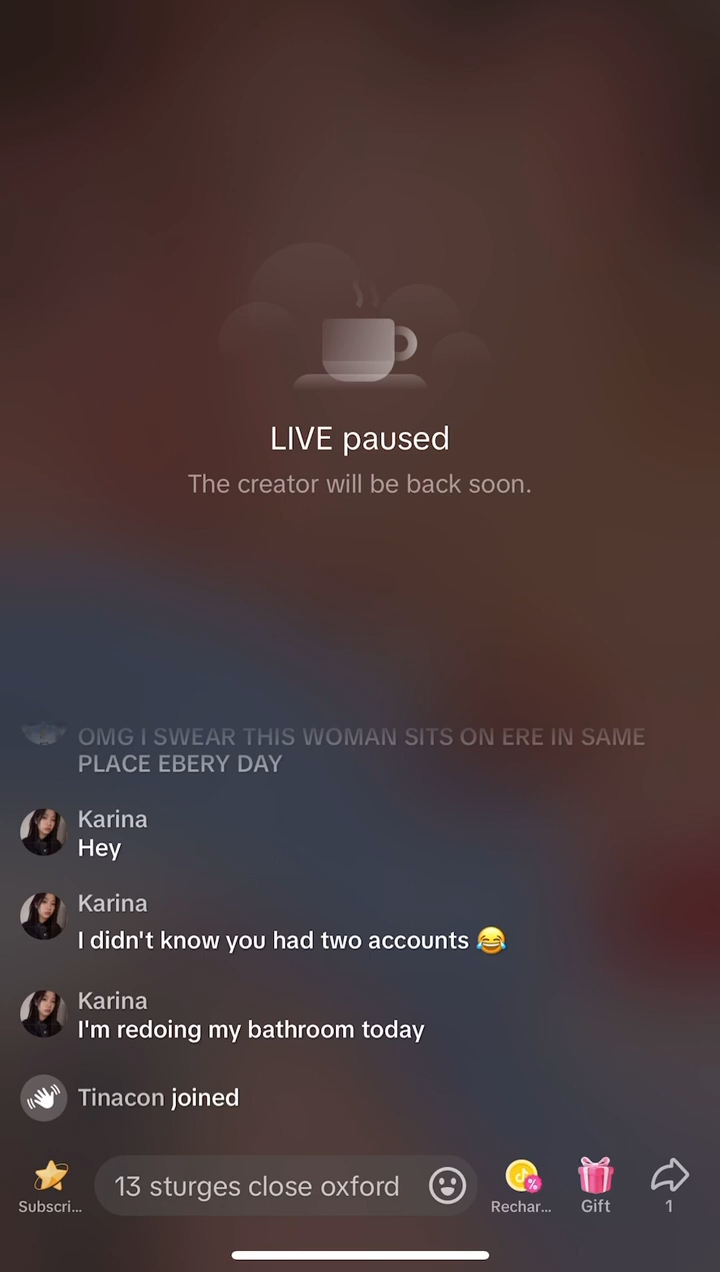 LIVE paused
The creator will be back soon.
OMG I SWEAR THIS WOMAN SITS ON ERE IN SAME
PLACE EBERY DAY
Karina
Hey
Karina
I didn't know you had two accounts 😂
Karina
I'm redoing my bathroom today
Tinacon joined
13 sturges close oxford
Subscri...
Rechar...
Gift
1